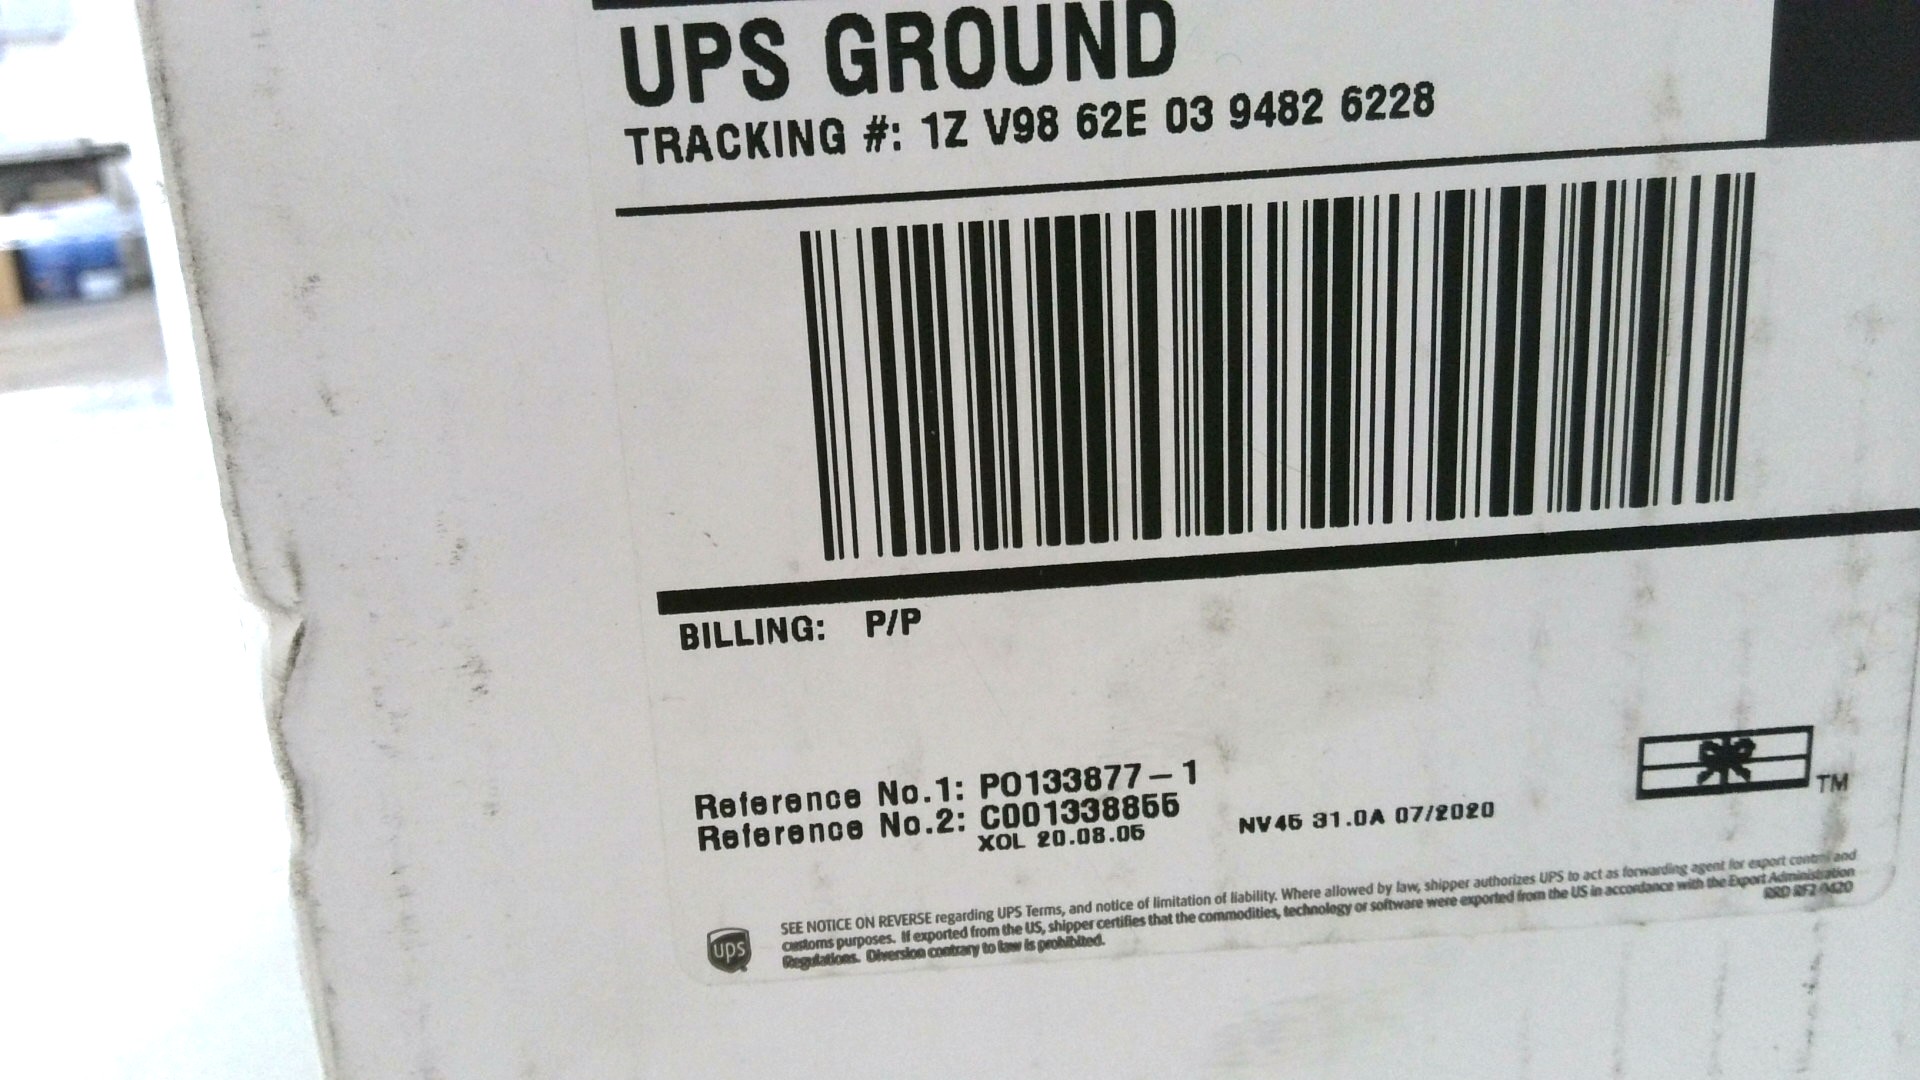 UPS GROUND
TRACKING #: 1Z V98 62E 03 9482 6228
BILLING: P/P
Reference No.1: PO133877-1
Reference No.2: C001338855
XOL 20.08.05
NV45 31.0A 07/2020
TM
ups
SEE NOTICE ON REVERSE regarding UPS Terms, and notice of limitation of liability. Where allowed by law, shipper authorizes UPS to act as forwarding agent for export control and
customs purposes. If exported from the US, shipper certifies that the commodities, technology or software were exported from the US in accordance with the Export Administration
Regulations. Diversion contrary to law is prohibited.
RRD RF2 0420